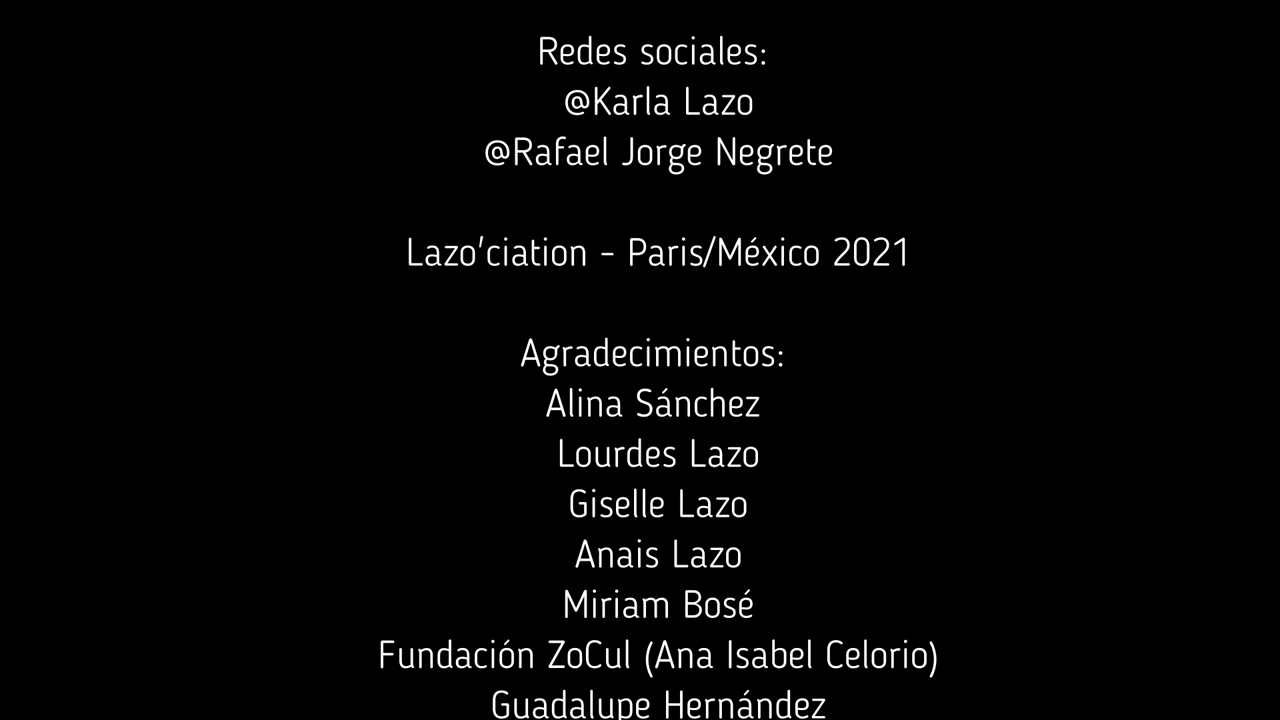 Redes sociales:
@Karla Lazo
@Rafael Jorge Negrete
Lazo'ciation - Paris/México 2021
Agradecimientos:
Alina Sánchez
Lourdes Lazo
Giselle Lazo
Anais Lazo
Miriam Bosé
Fundación ZoCul (Ana Isabel Celorio)
Guadalupe Hernández